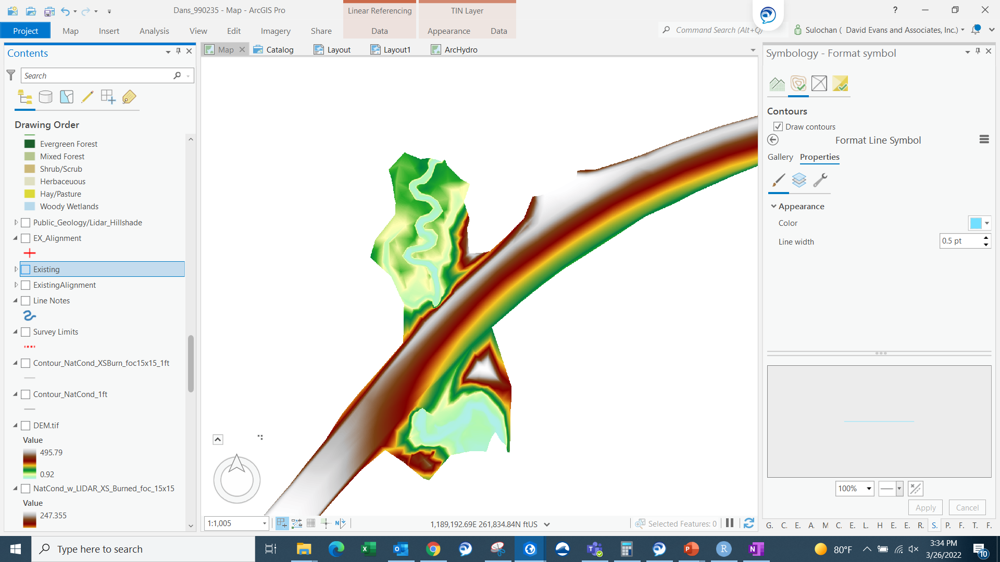 Dans_990235 - Map - ArcGIS Pro
Linear Referencing
TIN Layer
?
Project
Map
Insert
Analysis
View
Edit
Imagery
Share
Data
Appearance
Data
Command Search (Alt+Q)
Sulochan ( David Evans and Associates, Inc.)
Contents
Map
Catalog
Layout
Layout1
ArcHydro
Symbology - Format symbol
Search
Drawing Order
Evergreen Forest
Mixed Forest
Shrub/Scrub
Herbaceuous
Hay/Pasture
Woody Wetlands
Public_Geology/Lidar_Hillshade
EX_Alignment
Existing
ExistingAlignment
Line Notes
Survey Limits
Contour_NatCond_XSBurn_foc15x15_1ft
Contour_NatCond_1ft
DEM.tif
Value
495.79
0.92
NatCond_w_LIDAR_XS_Burned_foc_15x15
Value
247.355
Contours
Draw contours
Format Line Symbol
Gallery
Properties
Appearance
Color
Line width
0.5 pt
100%
Apply
Cancel
1:1,005
1,189,192.69E 261,834.84N ftUS
Selected Features: 0
G. C. E. A. M C. E. L. H E. E. R. S. P. F. T. F.
Type here to search
80°F
3:34 PM
3/26/2022
10